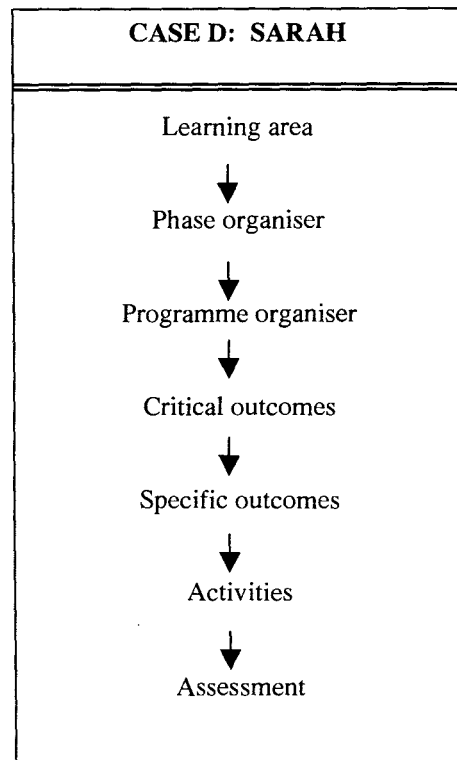 CASE D: SARAH
Learning area
Phase organiser
Programme organiser
Critical outcomes
Specific outcomes
Activities
Assessment